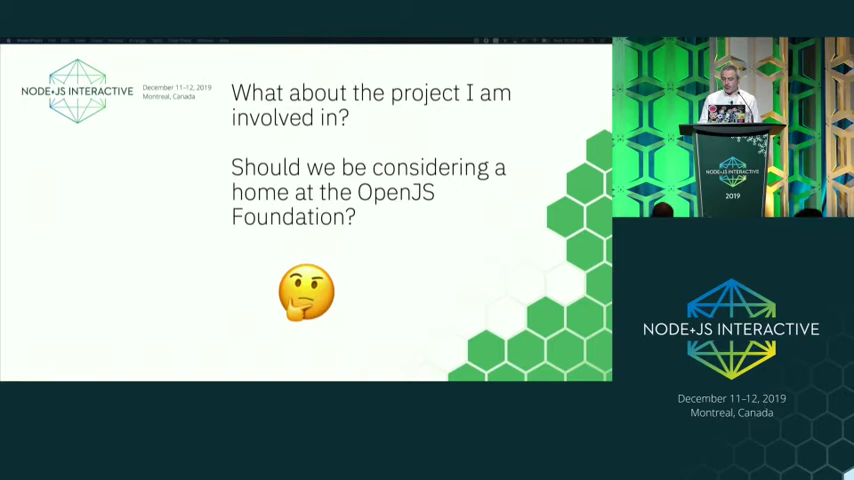 NODE+JS INTERACTIVE
December 11–12, 2019
Montreal, Canada
What about the project I am
involved in?
Should we be considering a
home at the OpenJS
Foundation?
NODE+JS INTERACTIVE
2019
NODE+JS INTERACTIVE
December 11–12, 2019
Montreal, Canada